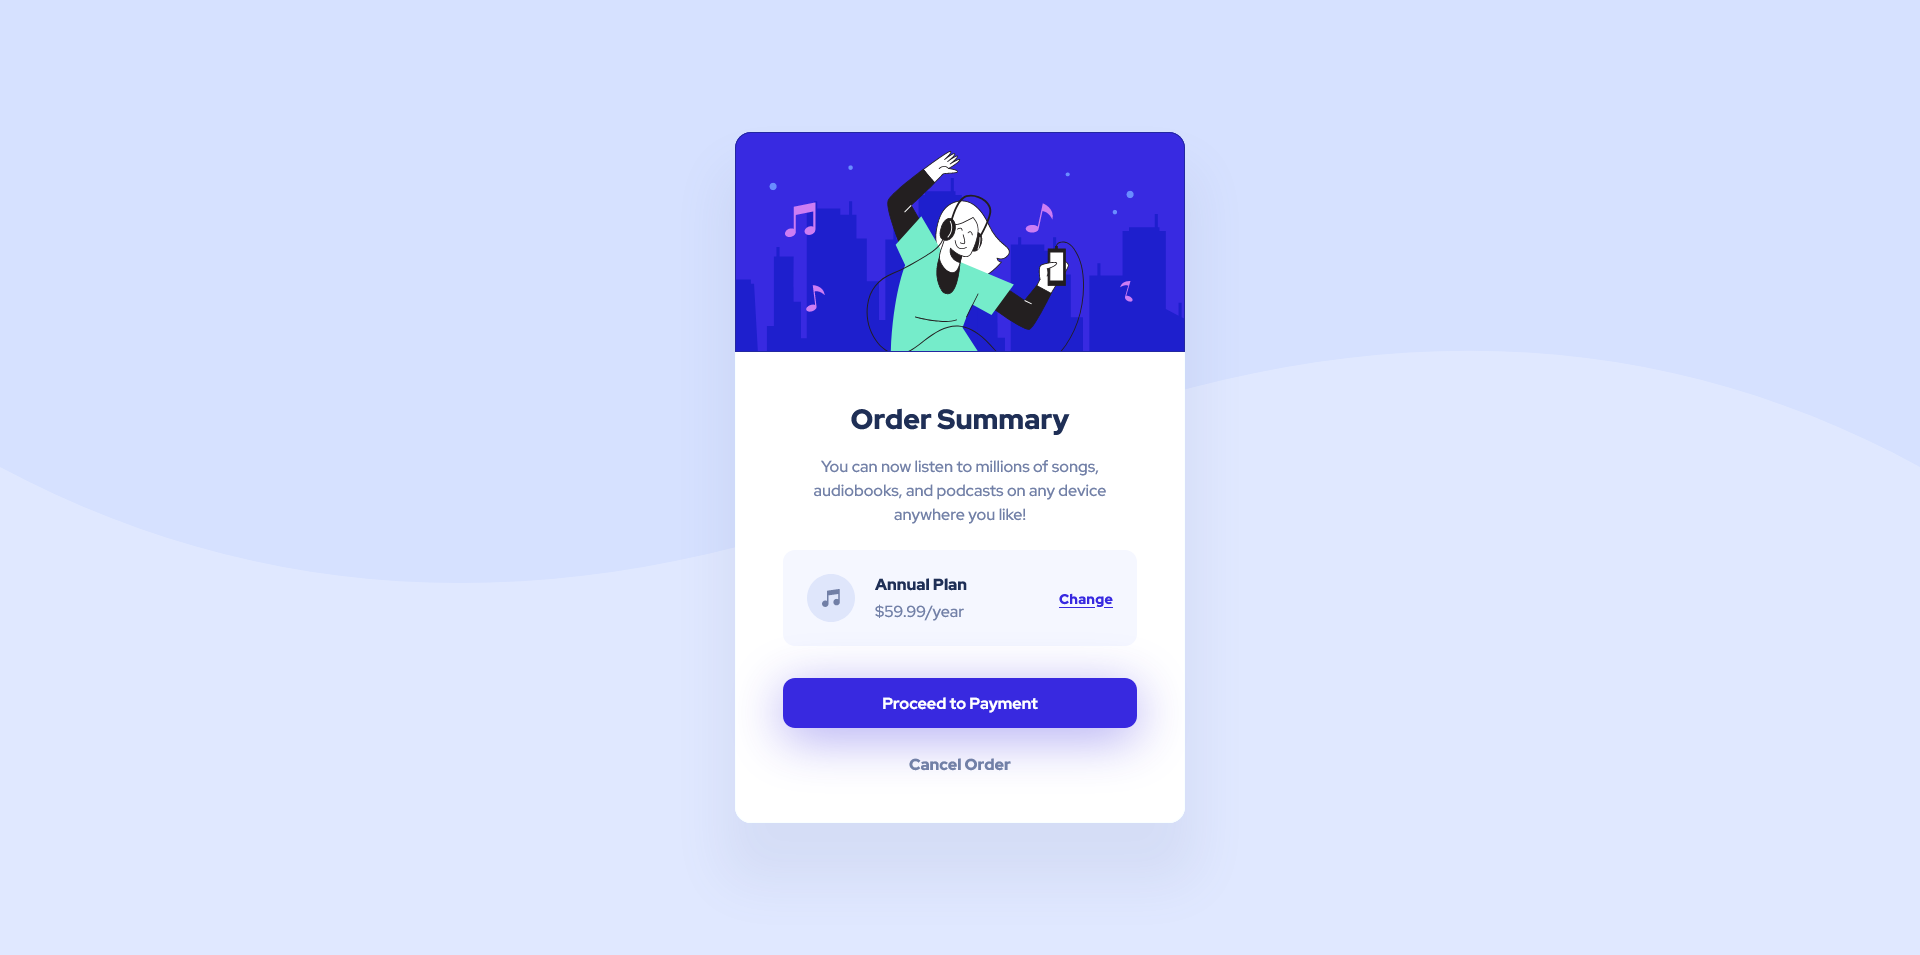 Order Summary
You can now listen to millions of songs,
audiobooks, and podcasts on any device
anywhere you like!
Annual Plan
$59.99/year
Change
Proceed to Payment
Cancel Order